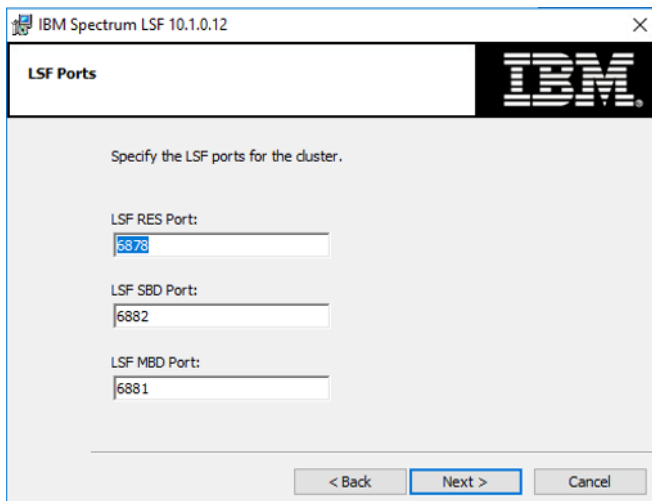 IBM Spectrum LSF 10.1.0.12
LSF Ports
IBM®
Specify the LSF ports for the cluster.
LSF RES Port:
6878
LSF SBD Port:
6882
LSF MBD Port:
6881
< Back
Next >
Cancel